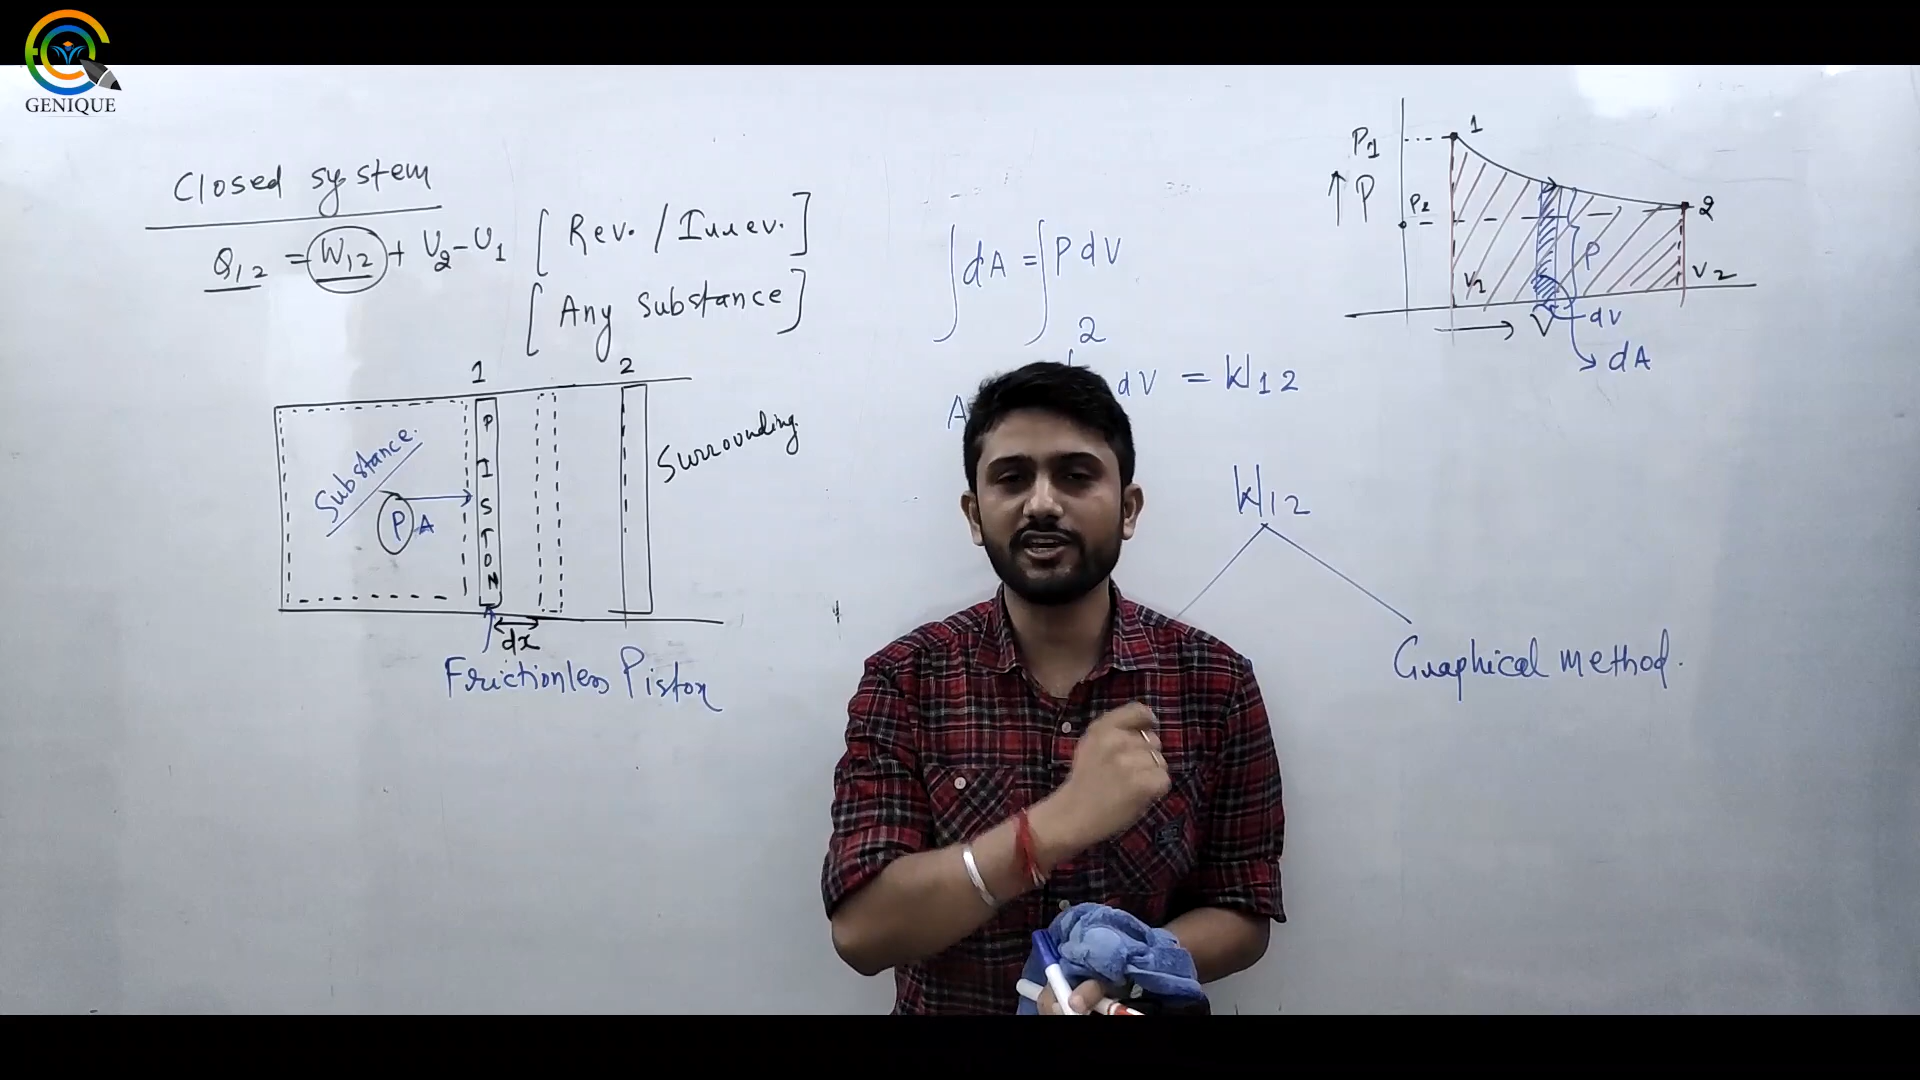 GENIQUE
Closed system
Q12 = W12 + U2-U1 [Rev. / Irrev.]
[Any Substance]
1
2
Substance.
P A
PISTON
Surrounding.
dx
Frictionless Piston
∫dA = ∫P dV
2
A
dV = W12
W12
Graphical method.
P1
1
↑ P
P2
2
P
V1
V2
→ V
dV
dA